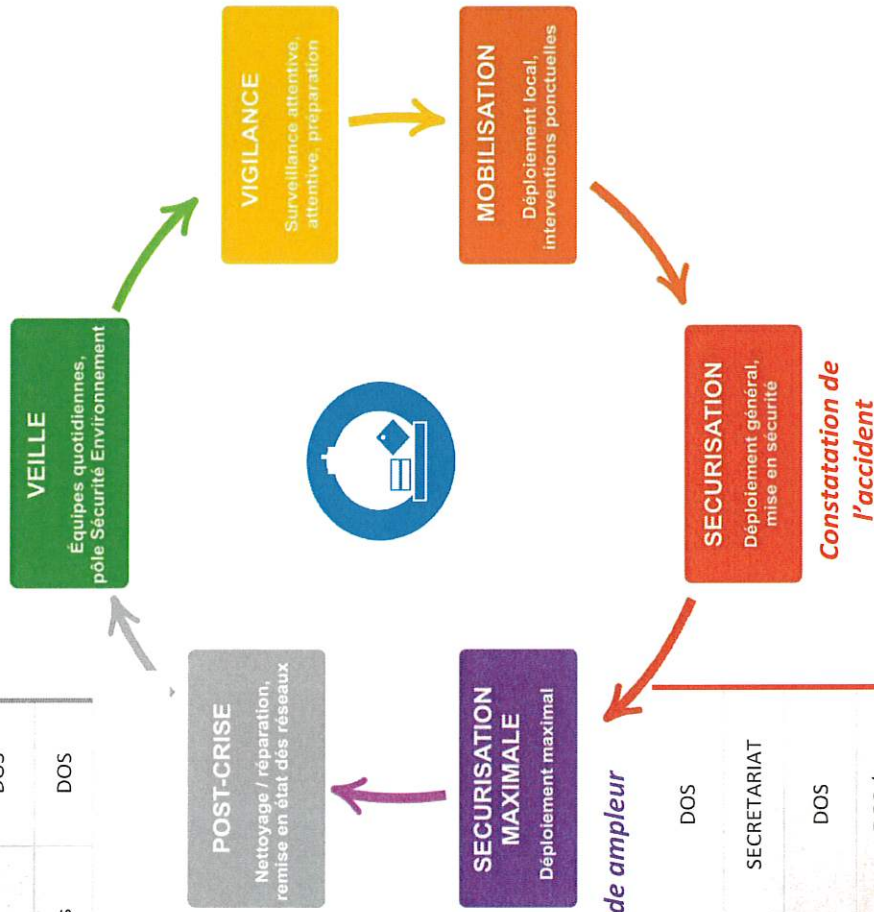 DOS
DOS
VEILLE
Équipes quotidiennes,
pôle Sécurité Environnement
VIGILANCE
Surveillance attentive,
attentive, préparation
MOBILISATION
Déploiement local,
interventions ponctuelles
SECURISATION
Déploiement général,
mise en sécurité
Constatation de
l'accident
SECURISATION
MAXIMALE
Déploiement maximal
de ampleur
POST-CRISE
Nettoyage / réparation,
remise en état dés réseaux
DOS
SECRETARIAT
DOS